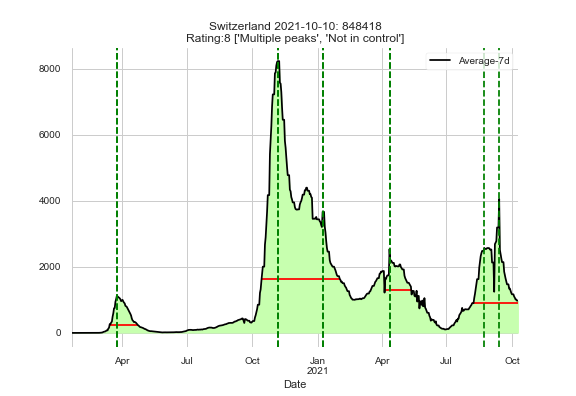 Switzerland 2021-10-10: 848418
Rating:8 ['Multiple peaks', 'Not in control']
Average-7d
8000
6000
4000
2000
0
Apr
Jul
Oct
Jan
2021
Apr
Jul
Oct
Date